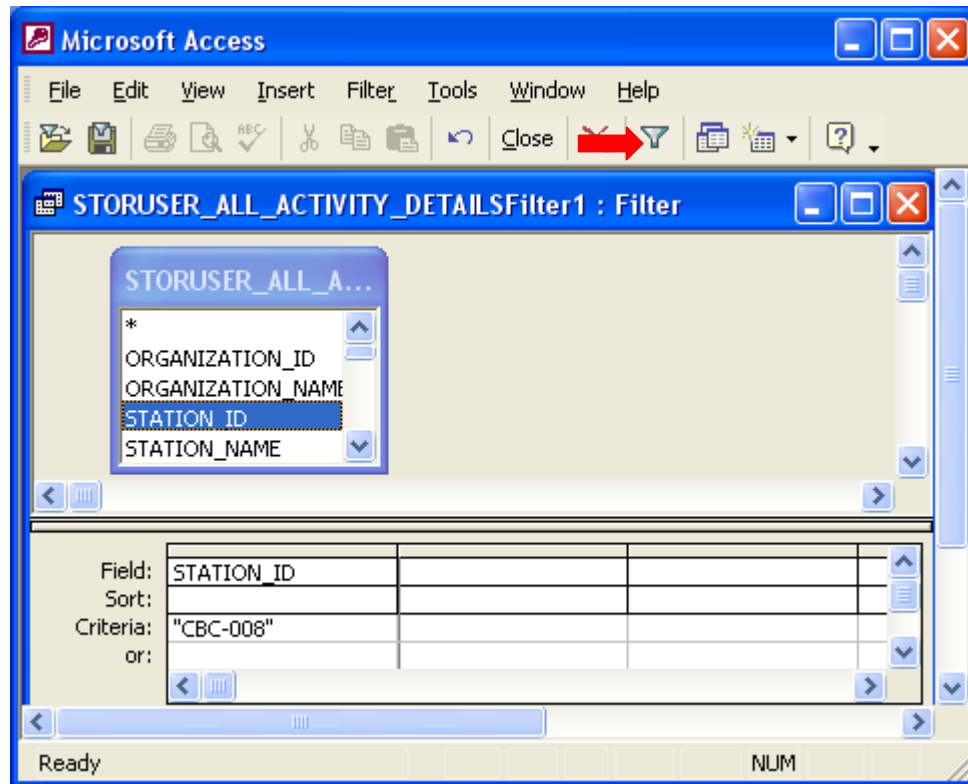 Microsoft Access
File Edit View Insert Filter Tools Window Help
ABC Close
STORUSER_ALL_ACTIVITY_DETAILSFilter1 : Filter
STORUSER_ALL_A...
*
ORGANIZATION_ID
ORGANIZATION_NAME
STATION_ID
STATION_NAME
Field: STATION_ID
Sort:
Criteria: "CBC-008"
or:
Ready NUM